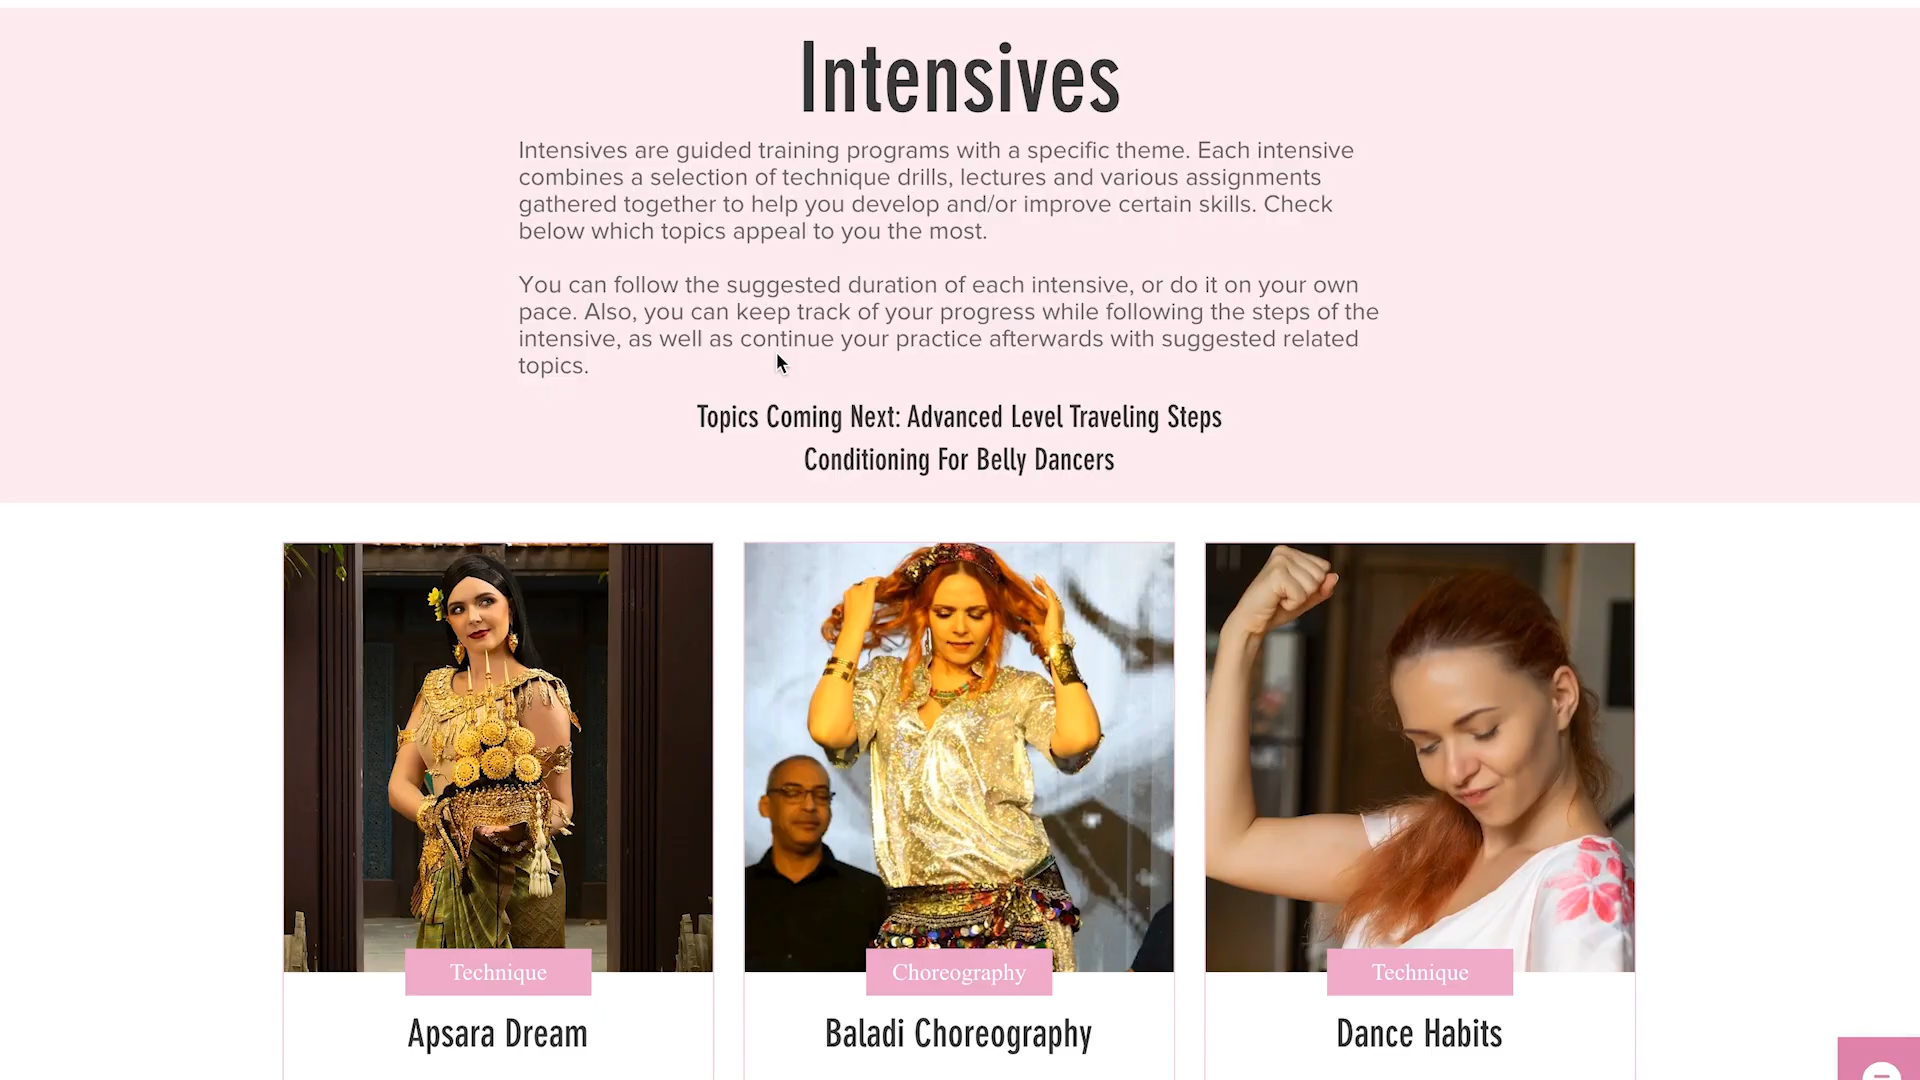 Intensives
Intensives are guided training programs with a specific theme. Each intensive
combines a selection of technique drills, lectures and various assignments
gathered together to help you develop and/or improve certain skills. Check
below which topics appeal to you the most.
You can follow the suggested duration of each intensive, or do it on your own
pace. Also, you can keep track of your progress while following the steps of the
intensive, as well as continue your practice afterwards with suggested related
topics.
Topics Coming Next: Advanced Level Traveling Steps
Conditioning For Belly Dancers
Technique
Choreography
Technique
Apsara Dream
Baladi Choreography
Dance Habits